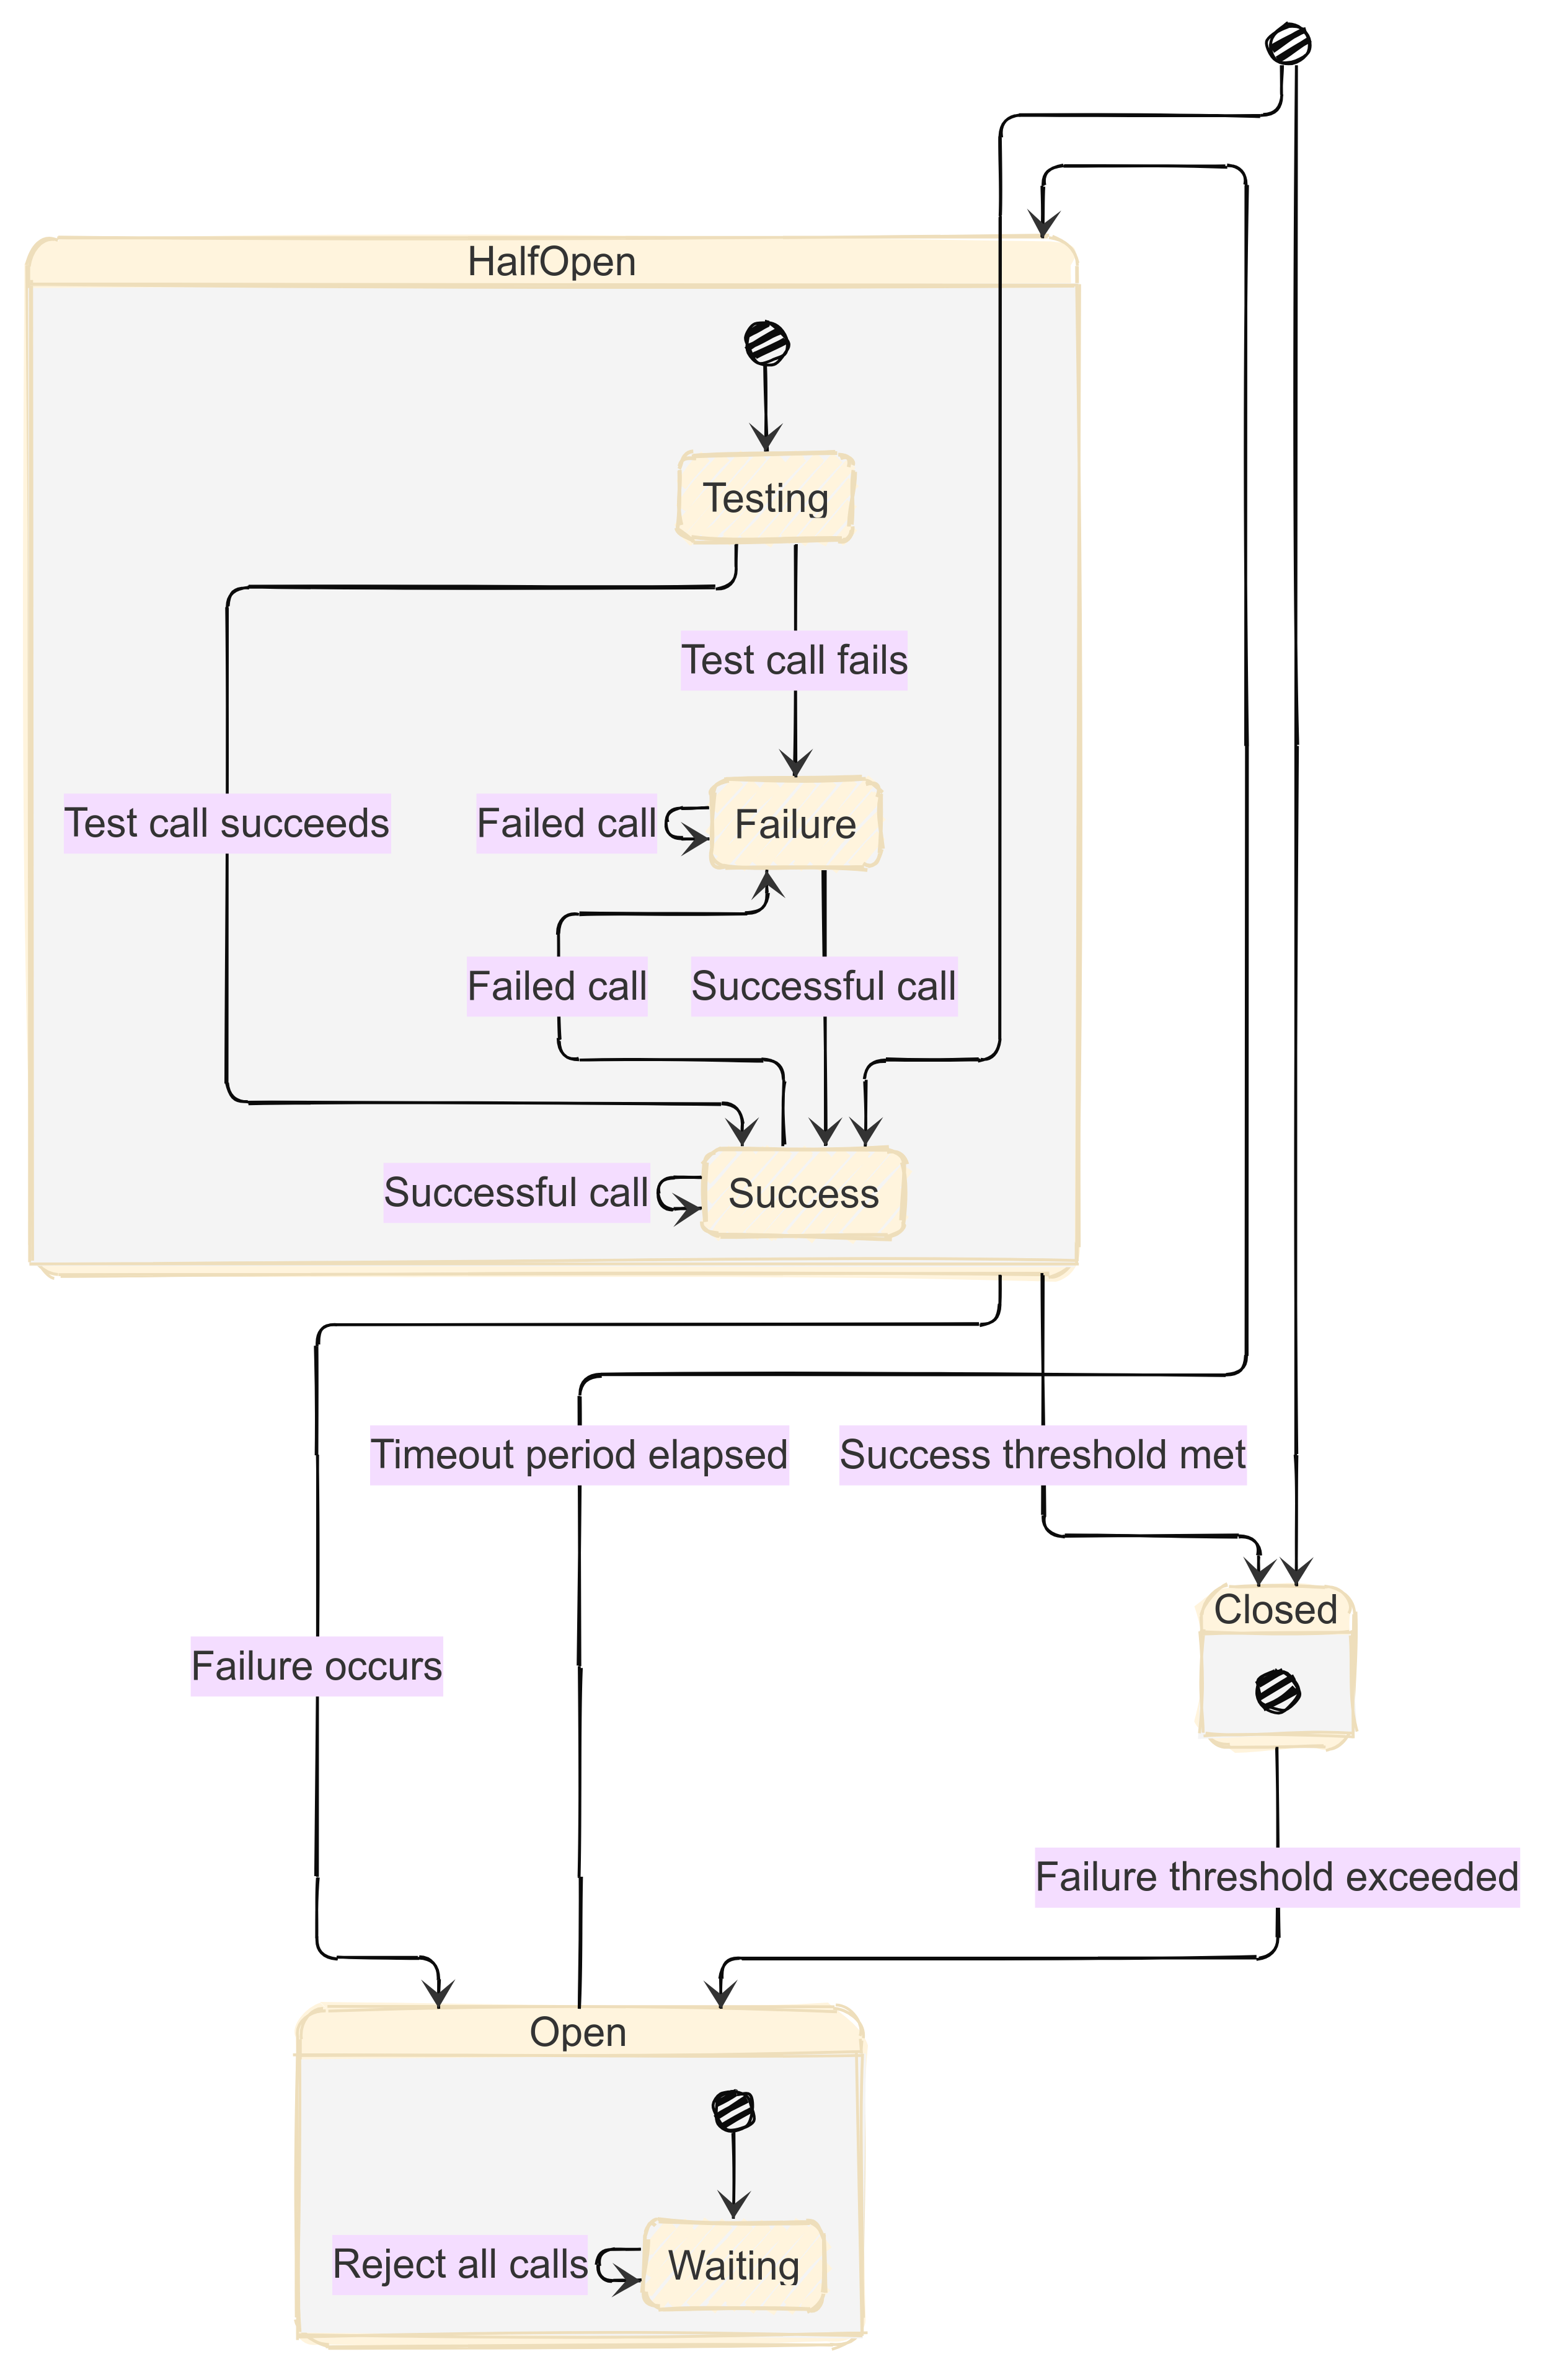 HalfOpen
Testing
Test call fails
Test call succeeds
Failed call
Failure
Failed call
Successful call
Successful call
Success
Timeout period elapsed
Success threshold met
Closed
Failure occurs
Failure threshold exceeded
Open
Reject all calls
Waiting